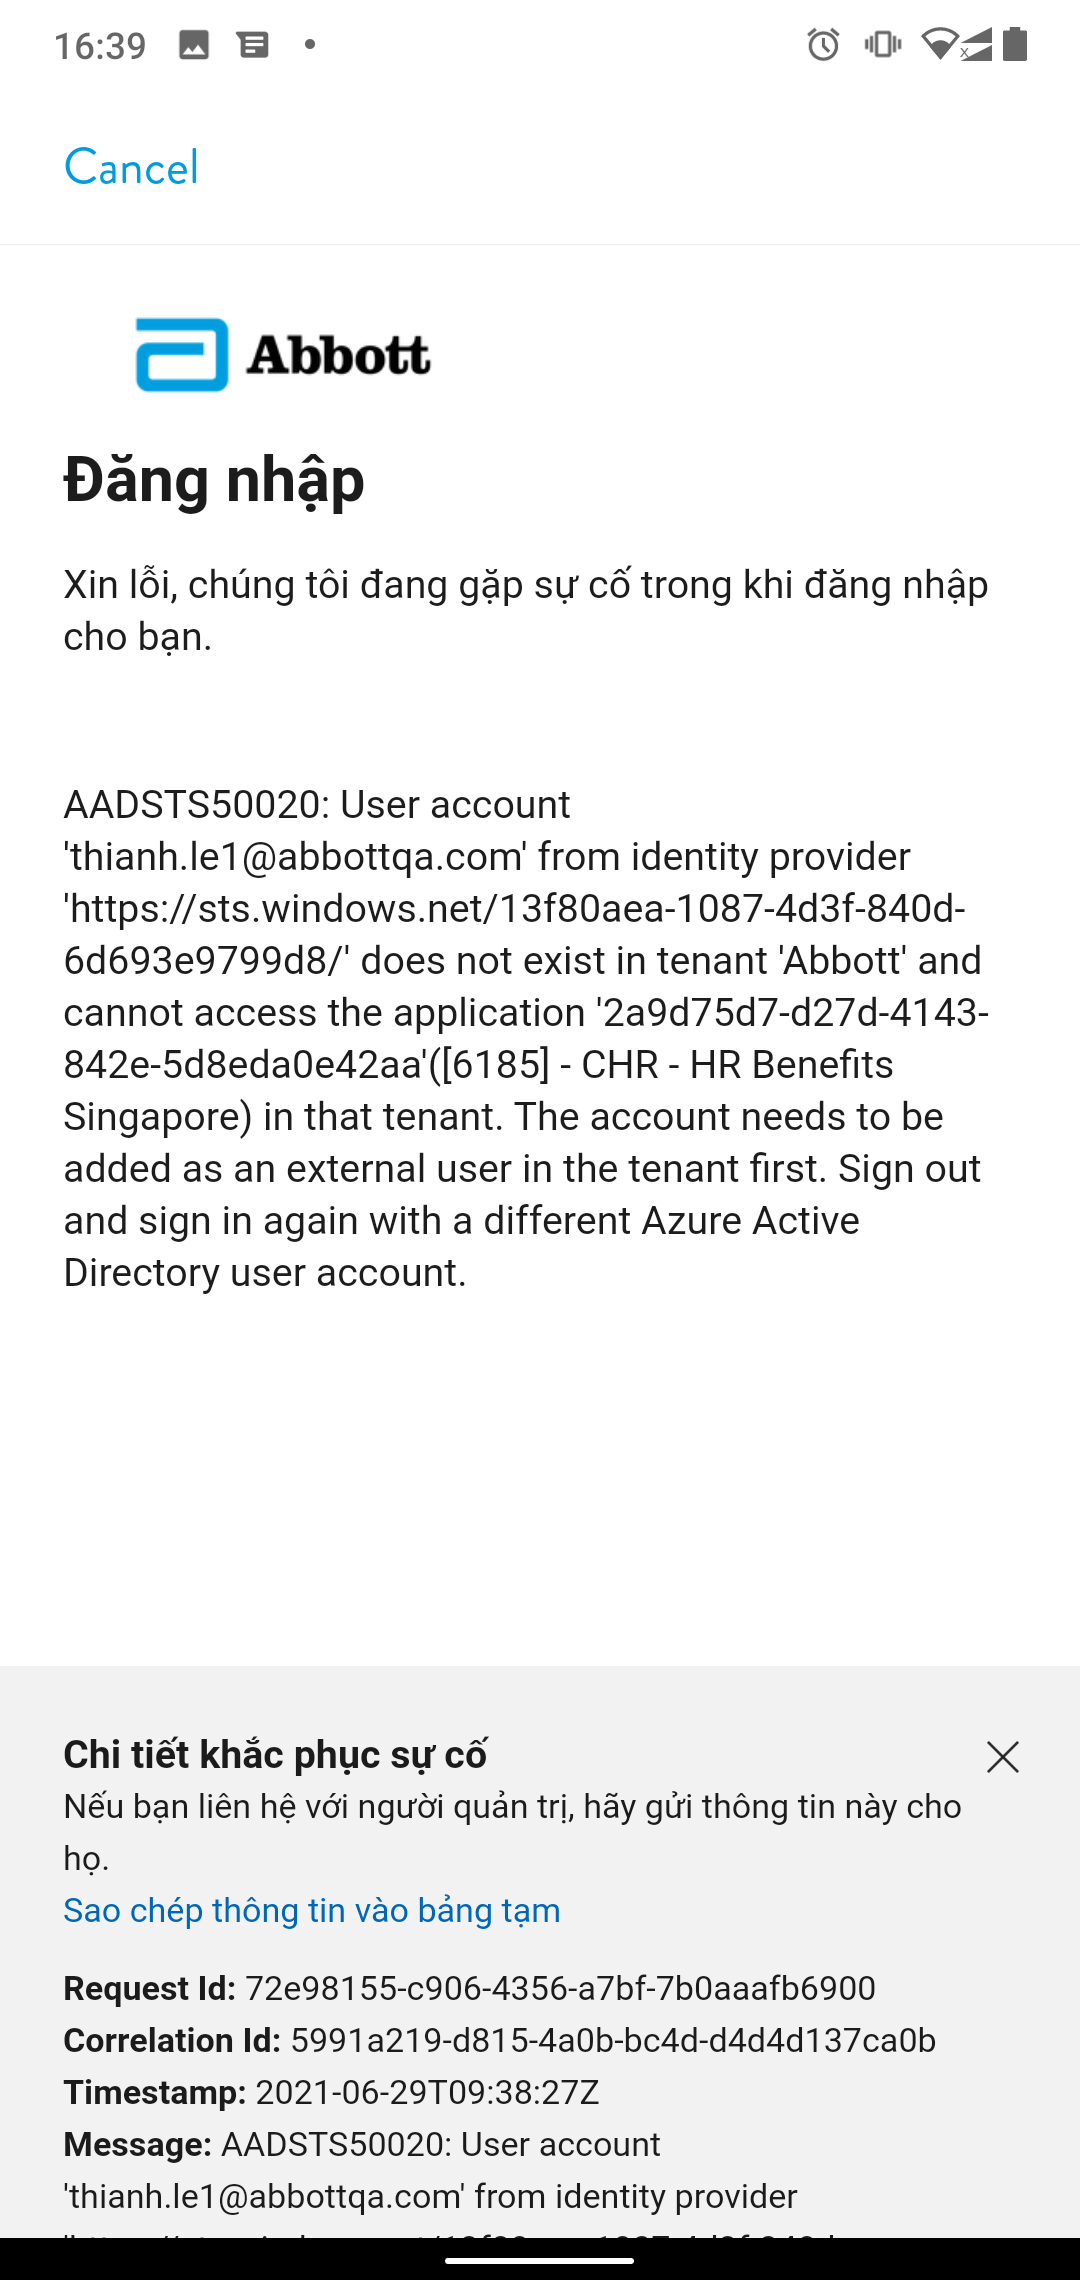 16:39
Cancel
Abbott
Đăng nhập
Xin lỗi, chúng tôi đang gặp sự cố trong khi đăng nhập
cho bạn.
AADSTS50020: User account
'thianh.le1@abbottqa.com' from identity provider
'https://sts.windows.net/13f80aea-1087-4d3f-840d-
6d693e9799d8/' does not exist in tenant 'Abbott' and
cannot access the application '2a9d75d7-d27d-4143-
842e-5d8eda0e42aa'([6185] - CHR - HR Benefits
Singapore) in that tenant. The account needs to be
added as an external user in the tenant first. Sign out
and sign in again with a different Azure Active
Directory user account.
Chi tiết khắc phục sự cố
Nếu bạn liên hệ với người quản trị, hãy gửi thông tin này cho
họ.
Sao chép thông tin vào bảng tạm
Request Id: 72e98155-c906-4356-a7bf-7b0aaafb6900
Correlation Id: 5991a219-d815-4a0b-bc4d-d4d4d137ca0b
Timestamp: 2021-06-29T09:38:27Z
Message: AADSTS50020: User account
'thianh.le1@abbottqa.com' from identity provider